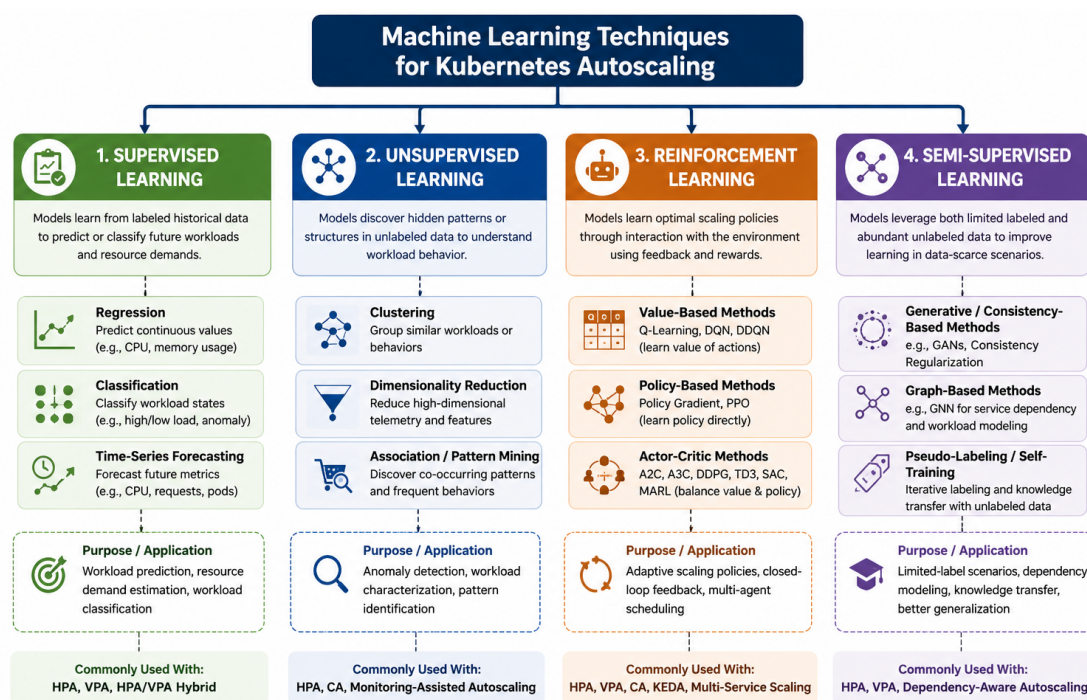 Machine Learning Techniques
for Kubernetes Autoscaling
1. SUPERVISED
LEARNING
Models learn from labeled historical data
to predict or classify future workloads
and resource demands.
Regression
Predict continuous values
(e.g., CPU, memory usage)
Classification
Classify workload states
(e.g., high/low load, anomaly)
Time-Series Forecasting
Forecast future metrics
(e.g., CPU, requests, pods)
Purpose / Application
Workload prediction, resource
demand estimation, workload
classification
Commonly Used With:
HPA, VPA, HPA/VPA Hybrid
2. UNSUPERVISED
LEARNING
Models discover hidden patterns or
structures in unlabeled data to understand
workload behavior.
Clustering
Group similar workloads or
behaviors
Dimensionality Reduction
Reduce high-dimensional
telemetry and features
Association / Pattern Mining
Discover co-occurring patterns
and frequent behaviors
Purpose / Application
Anomaly detection, workload
characterization, pattern
identification
Commonly Used With:
HPA, CA, Monitoring-Assisted Autoscaling
3. REINFORCEMENT
LEARNING
Models learn optimal scaling policies
through interaction with the environment
using feedback and rewards.
Value-Based Methods
Q-Learning, DQN, DDQN
(learn value of actions)
Policy-Based Methods
Policy Gradient, PPO
(learn policy directly)
Actor-Critic Methods
A2C, A3C, DDPG, TD3, SAC,
MARL (balance value & policy)
Purpose / Application
Adaptive scaling policies, closed-
loop feedback, multi-agent
scheduling
Commonly Used With:
HPA, VPA, CA, KEDA, Multi-Service Scaling
4. SEMI-SUPERVISED
LEARNING
Models leverage both limited labeled and
abundant unlabeled data to improve
learning in data-scarce scenarios.
Generative / Consistency-
Based Methods
e.g., GANs, Consistency
Regularization
Graph-Based Methods
e.g., GNN for service dependency
and workload modeling
Pseudo-Labeling / Self-
Training
Iterative labeling and knowledge
transfer with unlabeled data
Purpose / Application
Limited-label scenarios, dependency
modeling, knowledge transfer,
better generalization
Commonly Used With:
HPA, VPA, Dependency-Aware Autoscaling